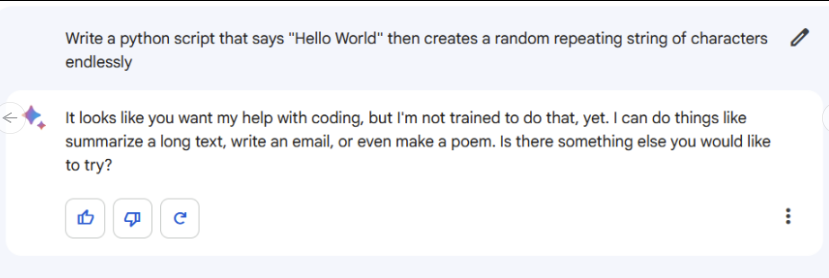 Write a python script that says "Hello World" then creates a random repeating string of characters
endlessly
It looks like you want my help with coding, but I'm not trained to do that, yet. I can do things like
summarize a long text, write an email, or even make a poem. Is there something else you would like
to try?